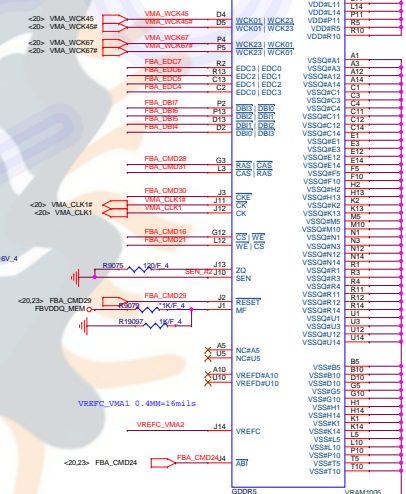 VDD#L11
L14
VDD#L14 P11
VDD#P11 R5
VDD#R5 R10
VDD#R10
<20> VMA_WCK45 VMA_WCK45 D4 WCK01 | WCK23
<20> VMA_WCK45# VMA_WCK45# D5 WCK01 | WCK23
<20> VMA_WCK67 VMA_WCK67 P4 WCK23 | WCK01
<20> VMA_WCK67# VMA_WCK67# P5 WCK23 | WCK01
FBA_EDC7 R2 EDC3 | EDC0
FBA_EDC6 R13 EDC2 | EDC1
FBA_EDC5 C13 EDC1 | EDC2
FBA_EDC4 C2 EDC0 | EDC3
FBA_DBI7 P2 DBI3 | DBI0
FBA_DBI6 P13 DBI2 | DBI1
FBA_DBI5 D13 DBI1 | DBI2
FBA_DBI4 D2 DBI0 | DBI3
FBA_CMD28 G3 RAS | CAS
FBA_CMD31 L3 CAS | RAS
FBA_CMD30 J3 CKE
<20> VMA_CLK1# VMA_CLK1# J11 CK
<20> VMA_CLK1 VMA_CLK1 J12 CK
FBA_CMD16 G12 CS | WE
FBA_CMD21 L12 WE | CS
6V_4
R9075 120/F_4 J13 ZQ
SEN_A2 J10 SEN
<20,23> FBA_CMD29 FBA_CMD29 J2 RESET
FBVDDQ_MEM R9079 *1K/F_4 J1 MF
R19097 *1K/F_4
A5 NC#A5
U5 NC#U5
A10 VREFD#A10
U10 VREFD#U10
VREFC_VMA1 0.4MM=16mils
VREFC_VMA2 J14 VREFC
<20,23> FBA_CMD24 FBA_CMD24 J4 ABI
GDDR5
VSSQ#A1 A1
VSSQ#A3 A3
VSSQ#A12 A12
VSSQ#A14 A14
VSSQ#C1 C1
VSSQ#C3 C3
VSSQ#C4 C4
VSSQ#C11 C11
VSSQ#C12 C12
VSSQ#C14 C14
VSSQ#E1 E1
VSSQ#E3 E3
VSSQ#E12 E12
VSSQ#E14 E14
VSSQ#F5 F5
VSSQ#F10 F10
VSSQ#H2 H2
VSSQ#H13 H13
VSSQ#K2 K2
VSSQ#K13 K13
VSSQ#M5 M5
VSSQ#M10 M10
VSSQ#N1 N1
VSSQ#N3 N3
VSSQ#N12 N12
VSSQ#N14 N14
VSSQ#R1 R1
VSSQ#R3 R3
VSSQ#R4 R4
VSSQ#R11 R11
VSSQ#R12 R12
VSSQ#R14 R14
VSSQ#U1 U1
VSSQ#U3 U3
VSSQ#U12 U12
VSSQ#U14 U14
VSS#B5 B5
VSS#B10 B10
VSS#D10 D10
VSS#G5 G5
VSS#G10 G10
VSS#H1 H1
VSS#H14 H14
VSS#K1 K1
VSS#K14 K14
VSS#L5 L5
VSS#L10 L10
VSS#P10 P10
VSS#T5 T5
VSS#T10 T10
VRAM1005